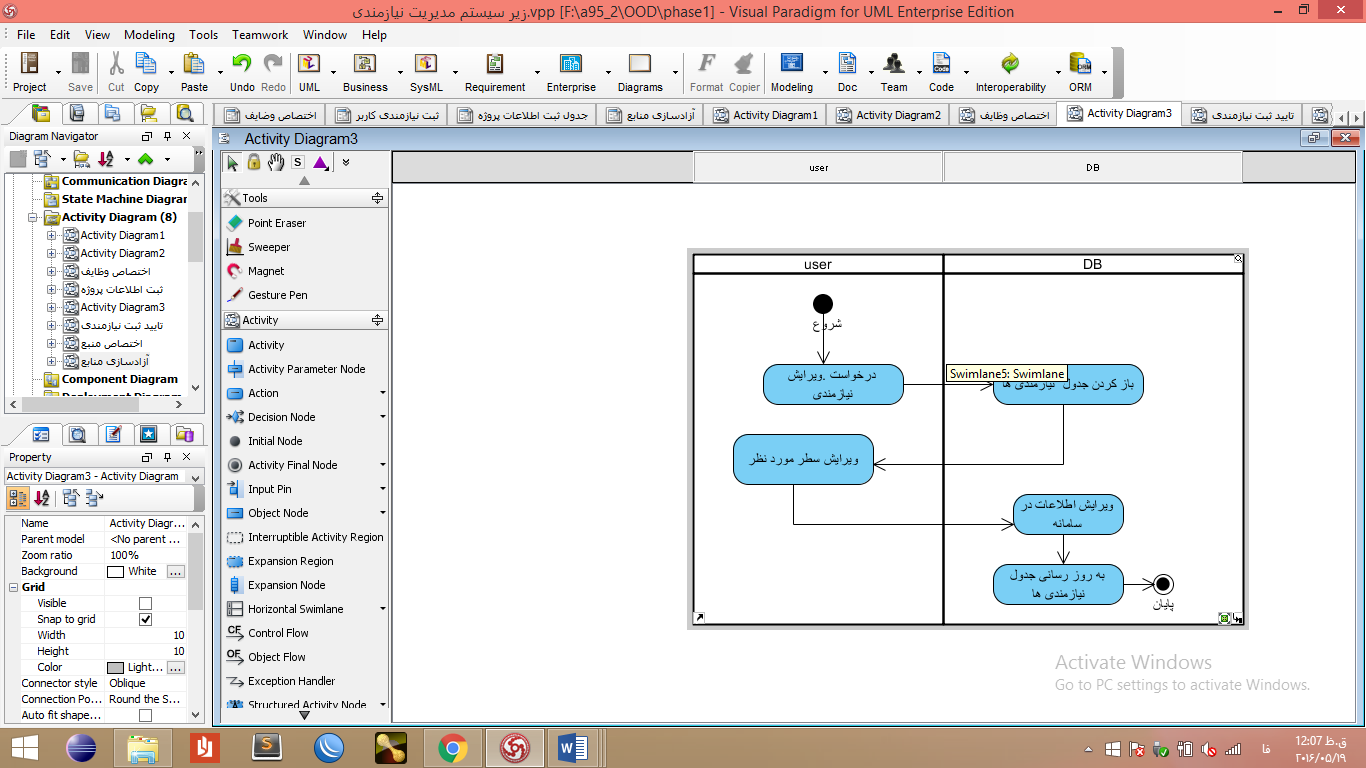 زیر سیستم مدیریت نیازمندی.vpp [F:\a95_2\OOD\phase1] - Visual Paradigm for UML Enterprise Edition
File Edit View Modeling Tools Teamwork Window Help
Project Save Cut Copy Paste Undo Redo UML Business SysML Requirement Enterprise Diagrams Format Copier Modeling Doc Team Code Interoperability ORM
اختصاص وضایف
ثبت نیازمندی کاربر
جدول ثبت اطلاعات پروژه
آزادسازی منابع
Activity Diagram1
Activity Diagram2
اختصاص وظایف
Activity Diagram3
تایید ثبت نیازمندی
Diagram Navigator
Communication Diagra
State Machine Diagrar
Activity Diagram (8)
Activity Diagram1
Activity Diagram2
اختصاص وظایف
ثبت اطلاعات پروژه
Activity Diagram3
تایید ثبت نیازمندی
اختصاص منبع
آزادسازی منابع
Component Diagram
Property
Activity Diagram3 - Activity Diagram
Name Activity Diagr...
Parent model <No parent ...
Zoom ratio 100%
Background White ...
Grid
Visible
Snap to grid
Width 10
Height 10
Color Light... ...
Connector style Oblique
Connection Po... Round the S...
Auto fit shape...
Activity Diagram3
S
Tools
Point Eraser
Sweeper
Magnet
Gesture Pen
Activity
Activity
Activity Parameter Node
Action
Decision Node
Initial Node
Activity Final Node
Input Pin
Object Node
Interruptible Activity Region
Expansion Region
Expansion Node
Horizontal Swimlane
CF Control Flow
OF Object Flow
Exception Handler
Structured Activity Node
user DB
user DB
شروع
درخواست .ویرایش
نیازمندی
Swimlane5: Swimlane
باز کردن جدول نیازمندی ها
ویرایش سطر مورد نظر
ویرایش اطلاعات در
سامانه
به روز رسانی جدول
نیازمندی ها
پایان
Activate Windows
Go to PC settings to activate Windows.
فا
12:07 ق.ظ
۲۰۱۶/۰۵/۱۹